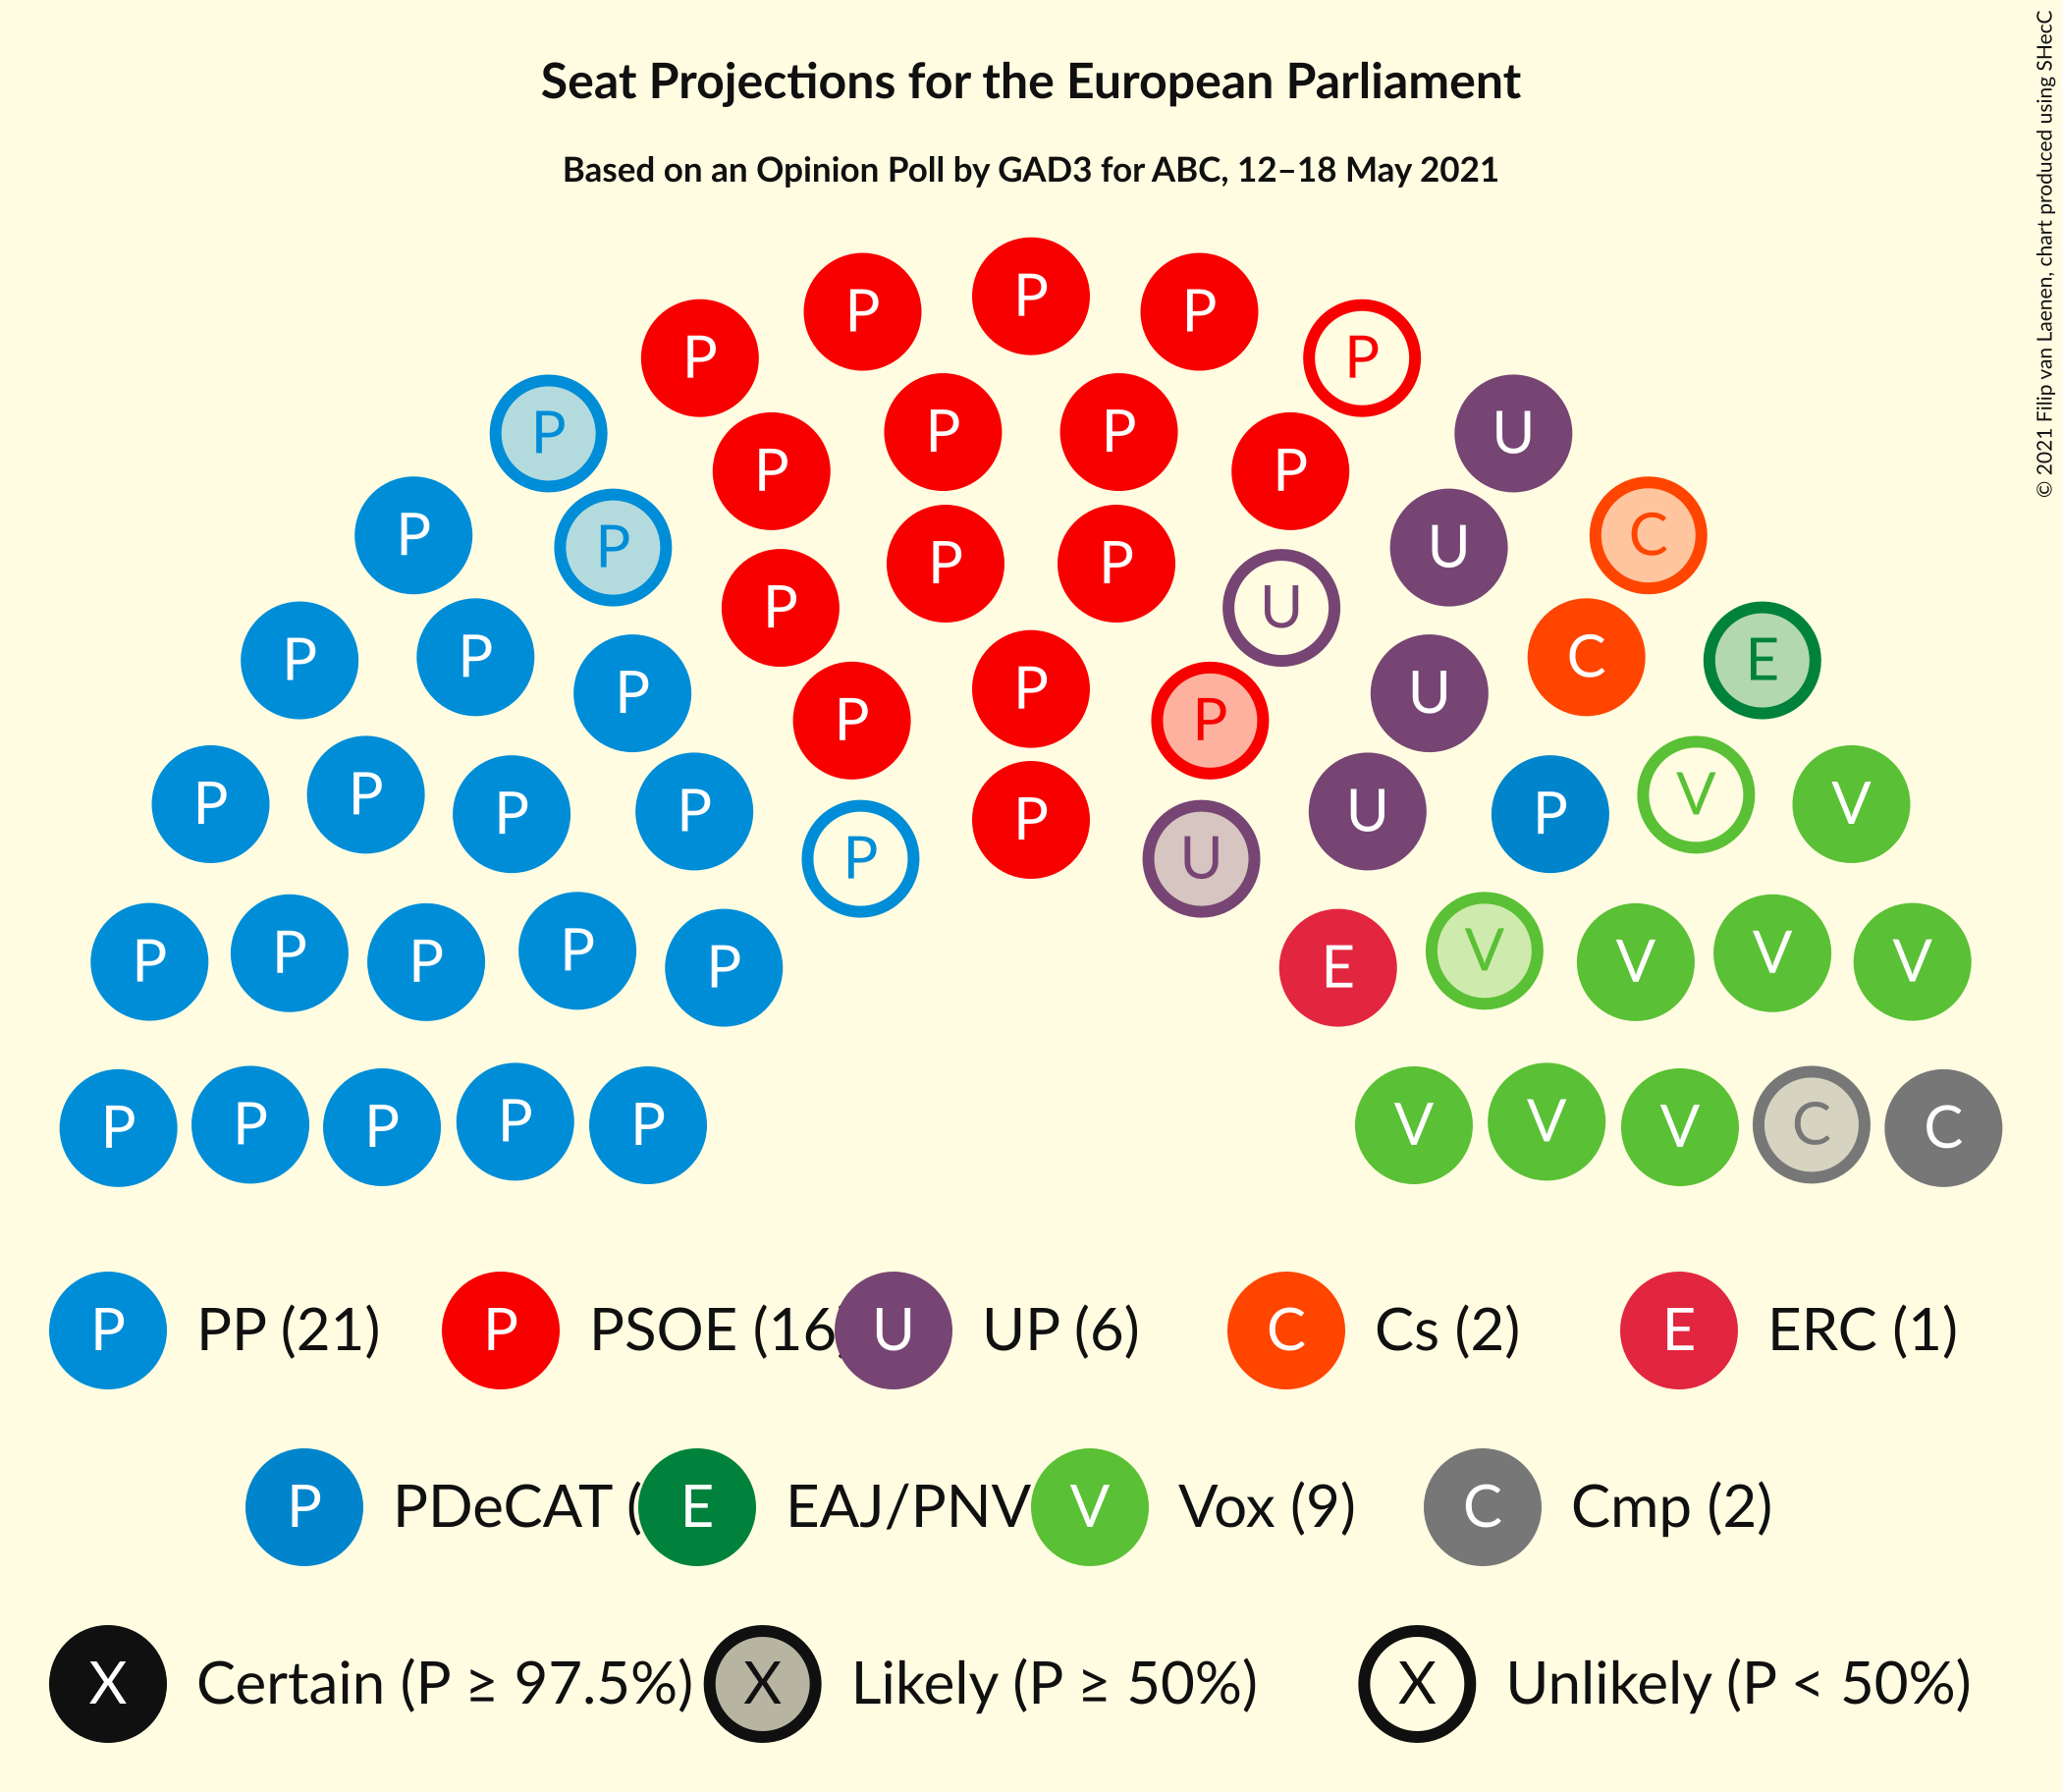 Seat Projections for the European Parliament
Based on an Opinion Poll by GAD3 for ABC, 12–18 May 2021
© 2021 Filip van Laenen, chart produced using SHecC
P
P P
P P
P P P U
P P
P C
P P P U
P U
P P C E
P P U
P P
P P P P P U P V V
P U
P P P P P E V V V V
P P P P P V V V C C
P PP (21) P PSOE (16 U UP (6) C Cs (2) E ERC (1)
P PDeCAT ( E EAJ/PNV V Vox (9) C Cmp (2)
X Certain (P ≥ 97.5%) X Likely (P ≥ 50%) X Unlikely (P < 50%)